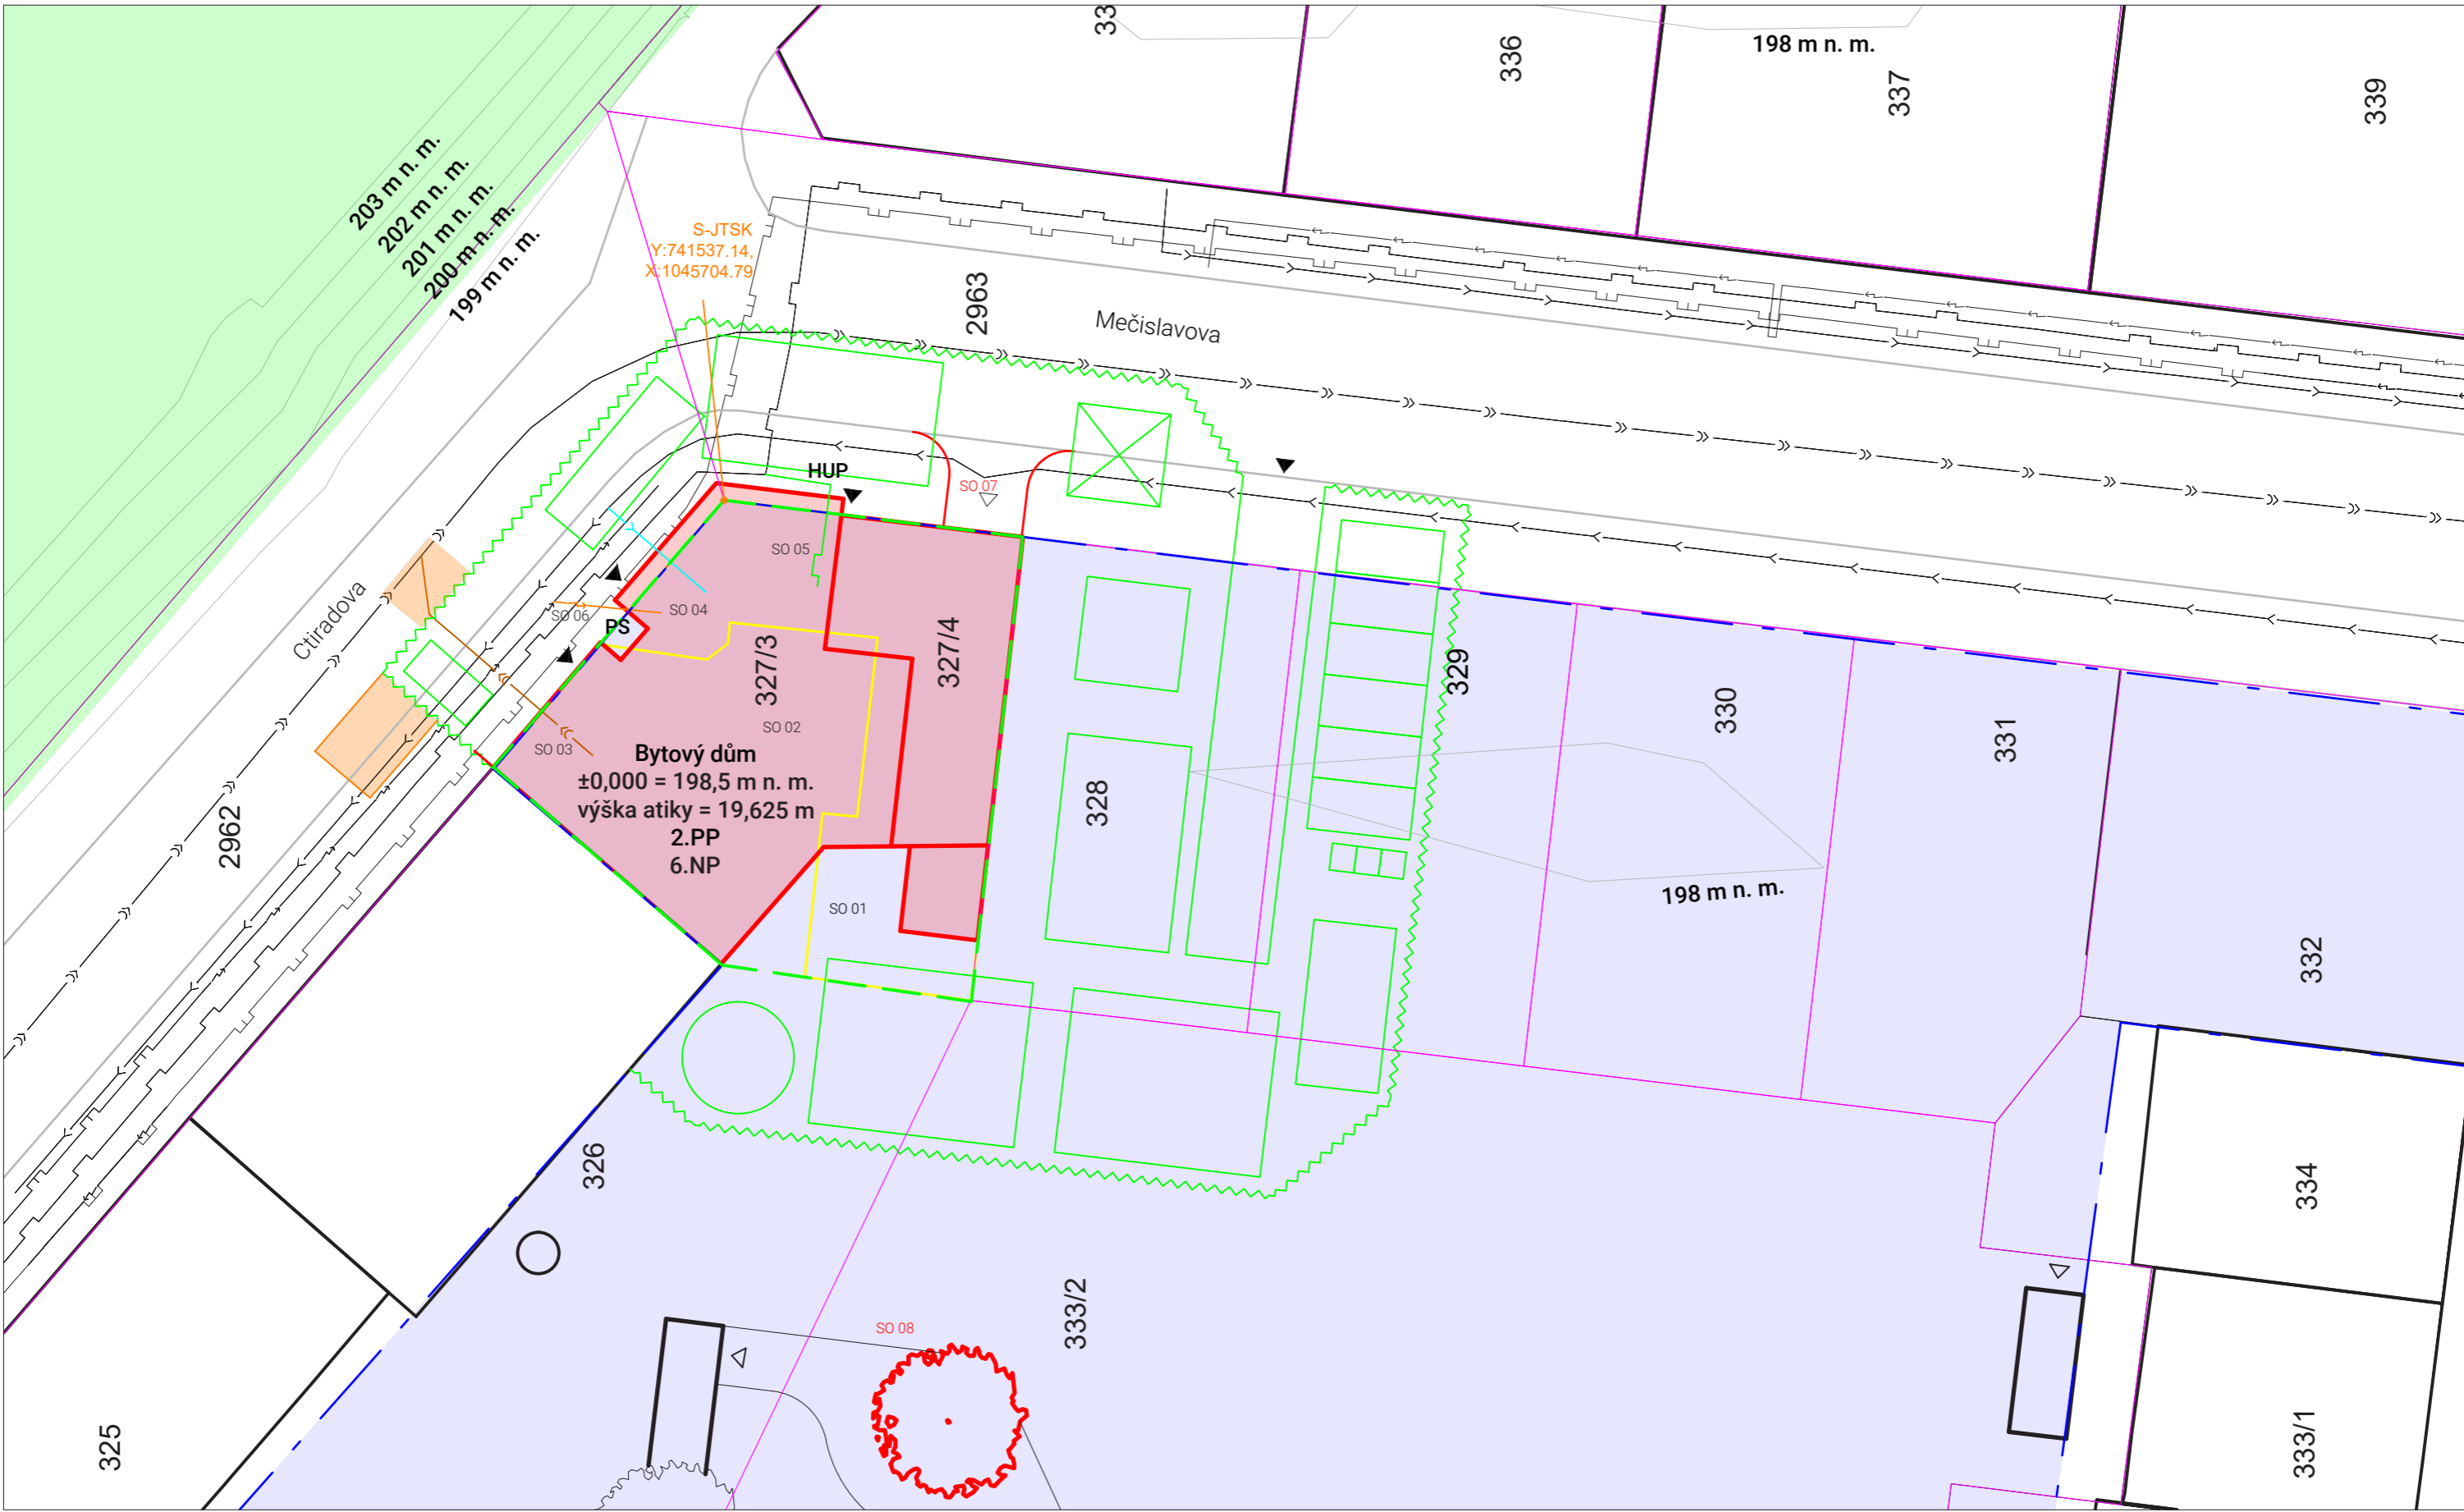 33
336
198 m n. m.
337
339
203 m n. m.
202 m n. m.
201 m n. m.
200 m n. m.
199 m n. m.
S-JTSK
Y:741537.14,
X:1045704.79
2963
Mečislavova
HUP
SO 07
SO 05
Ctiradova
SO 06
SO 04
PS
327/3
327/4
329
330
331
SO 02
SO 03
Bytový dům
±0,000 = 198,5 m n. m.
výška atiky = 19,625 m
2.PP
6.NP
328
2962
198 m n. m.
SO 01
332
326
334
333/2
SO 08
325
333/1